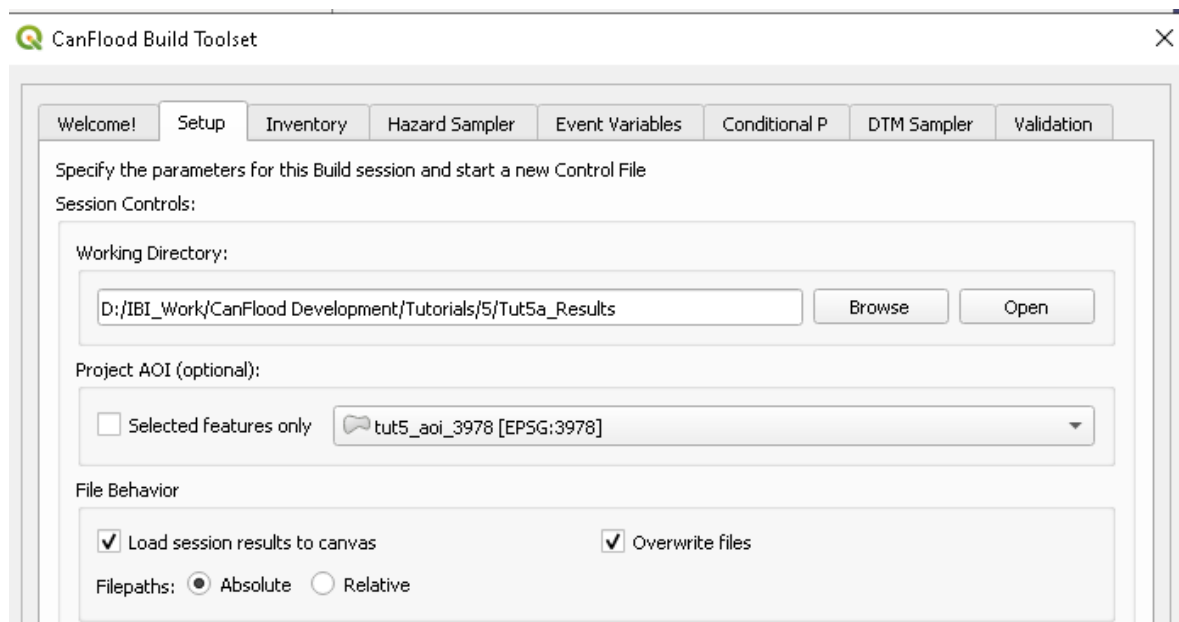 CanFlood Build Toolset
Welcome! Setup Inventory Hazard Sampler Event Variables Conditional P DTM Sampler Validation
Specify the parameters for this Build session and start a new Control File
Session Controls:
Working Directory:
D:/IBI_Work/CanFlood Development/Tutorials/5/Tut5a_Results Browse Open
Project AOI (optional):
Selected features only tut5_aoi_3978 [EPSG:3978]
File Behavior
Load session results to canvas Overwrite files
Filepaths: Absolute Relative